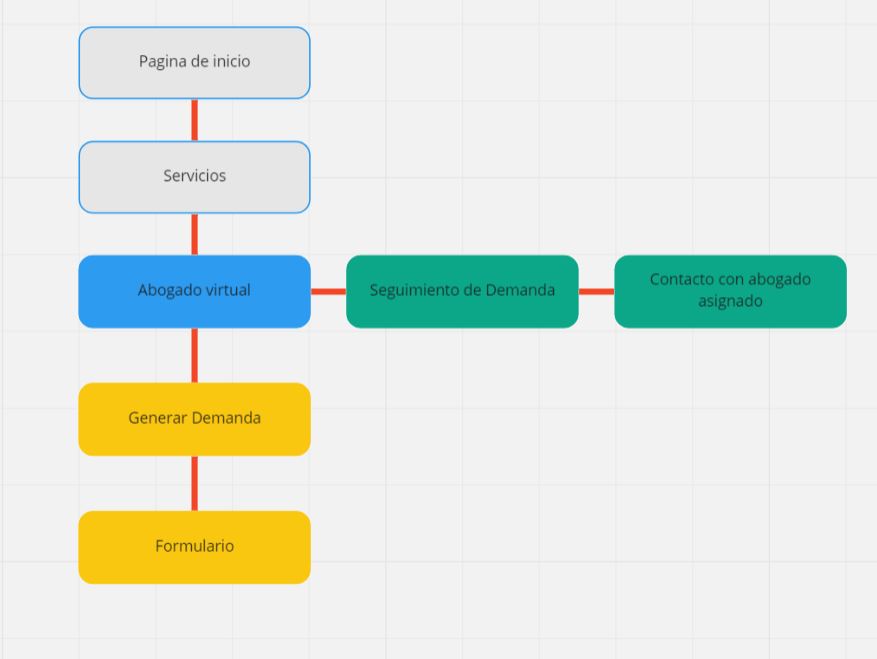 Pagina de inicio
Servicios
Abogado virtual
Seguimiento de Demanda
Contacto con abogado
asignado
Generar Demanda
Formulario